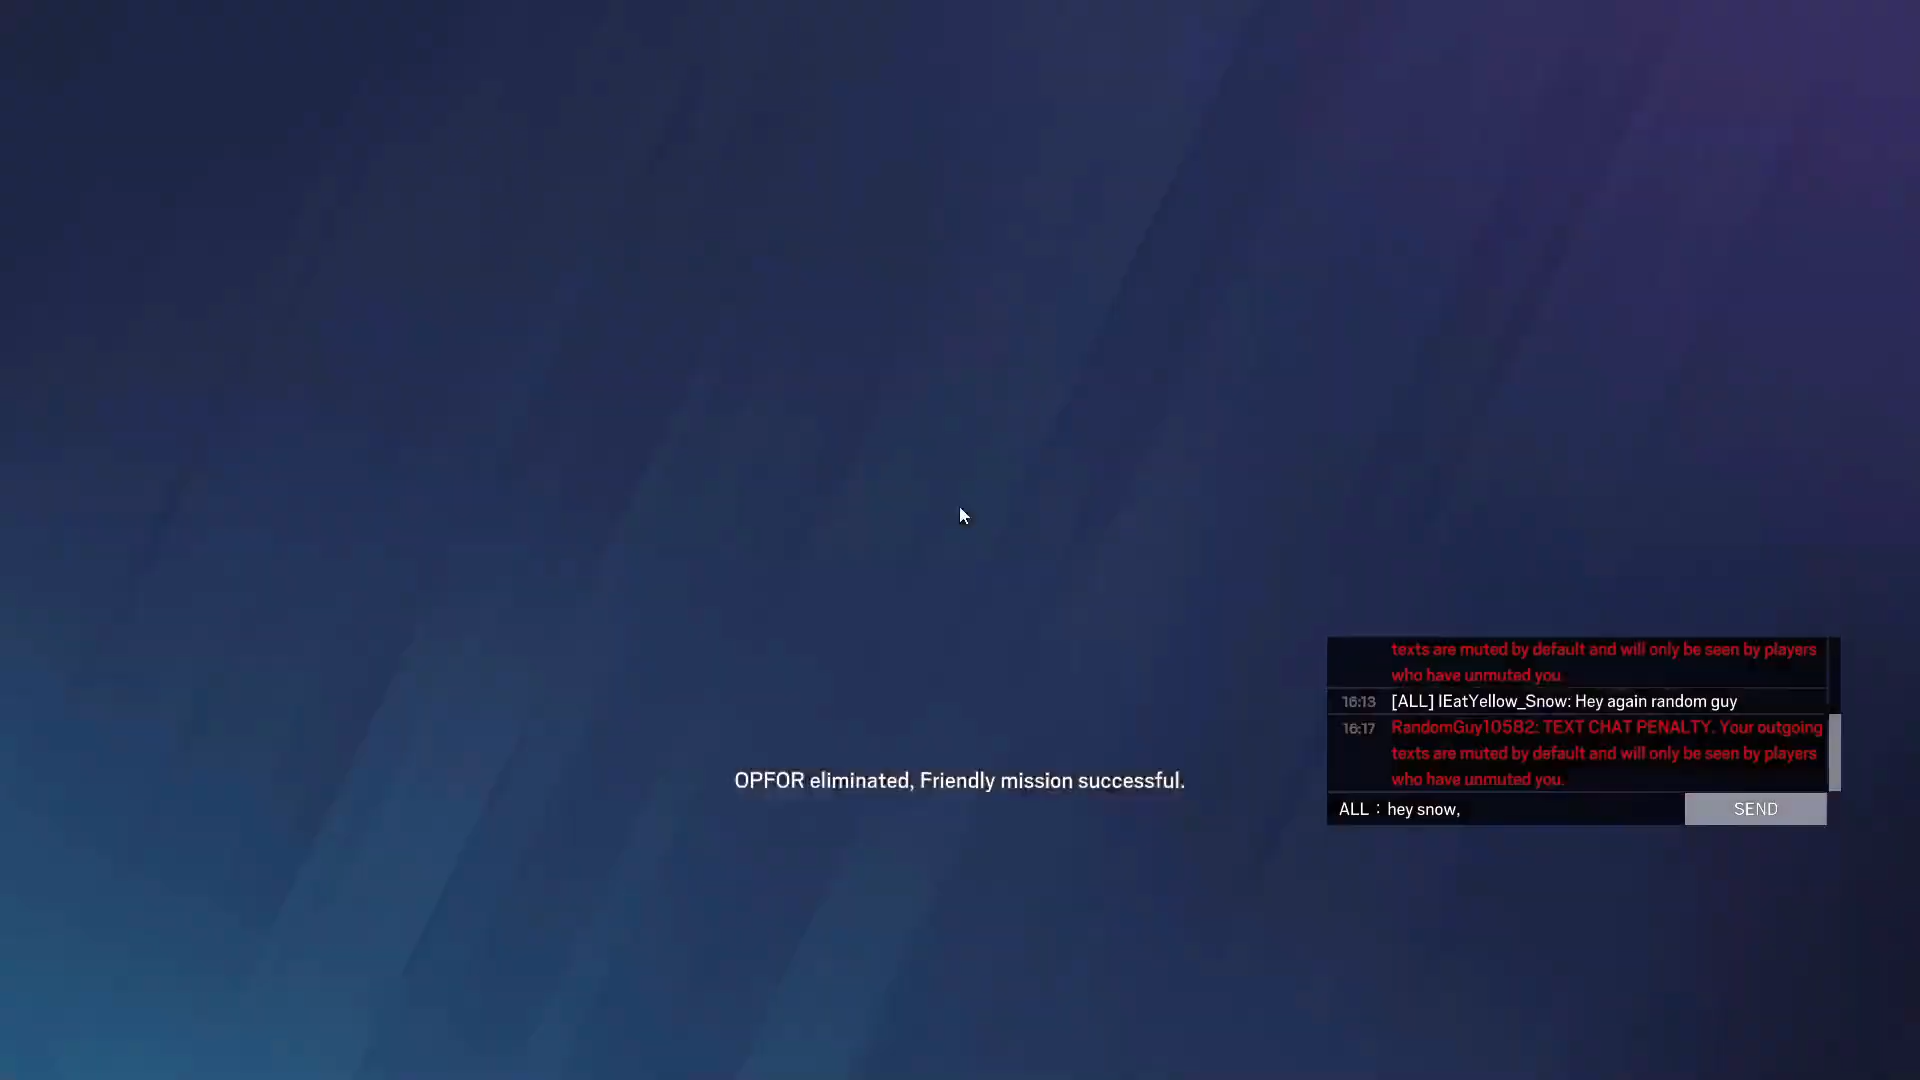 texts are muted by default and will only be seen by players
who have unmuted you.
16:13 [ALL] IEatYellow_Snow: Hey again random guy
16:17 RandomGuy10582: TEXT CHAT PENALTY. Your outgoing
texts are muted by default and will only be seen by players
who have unmuted you.
OPFOR eliminated, Friendly mission successful.
ALL : hey snow, SEND